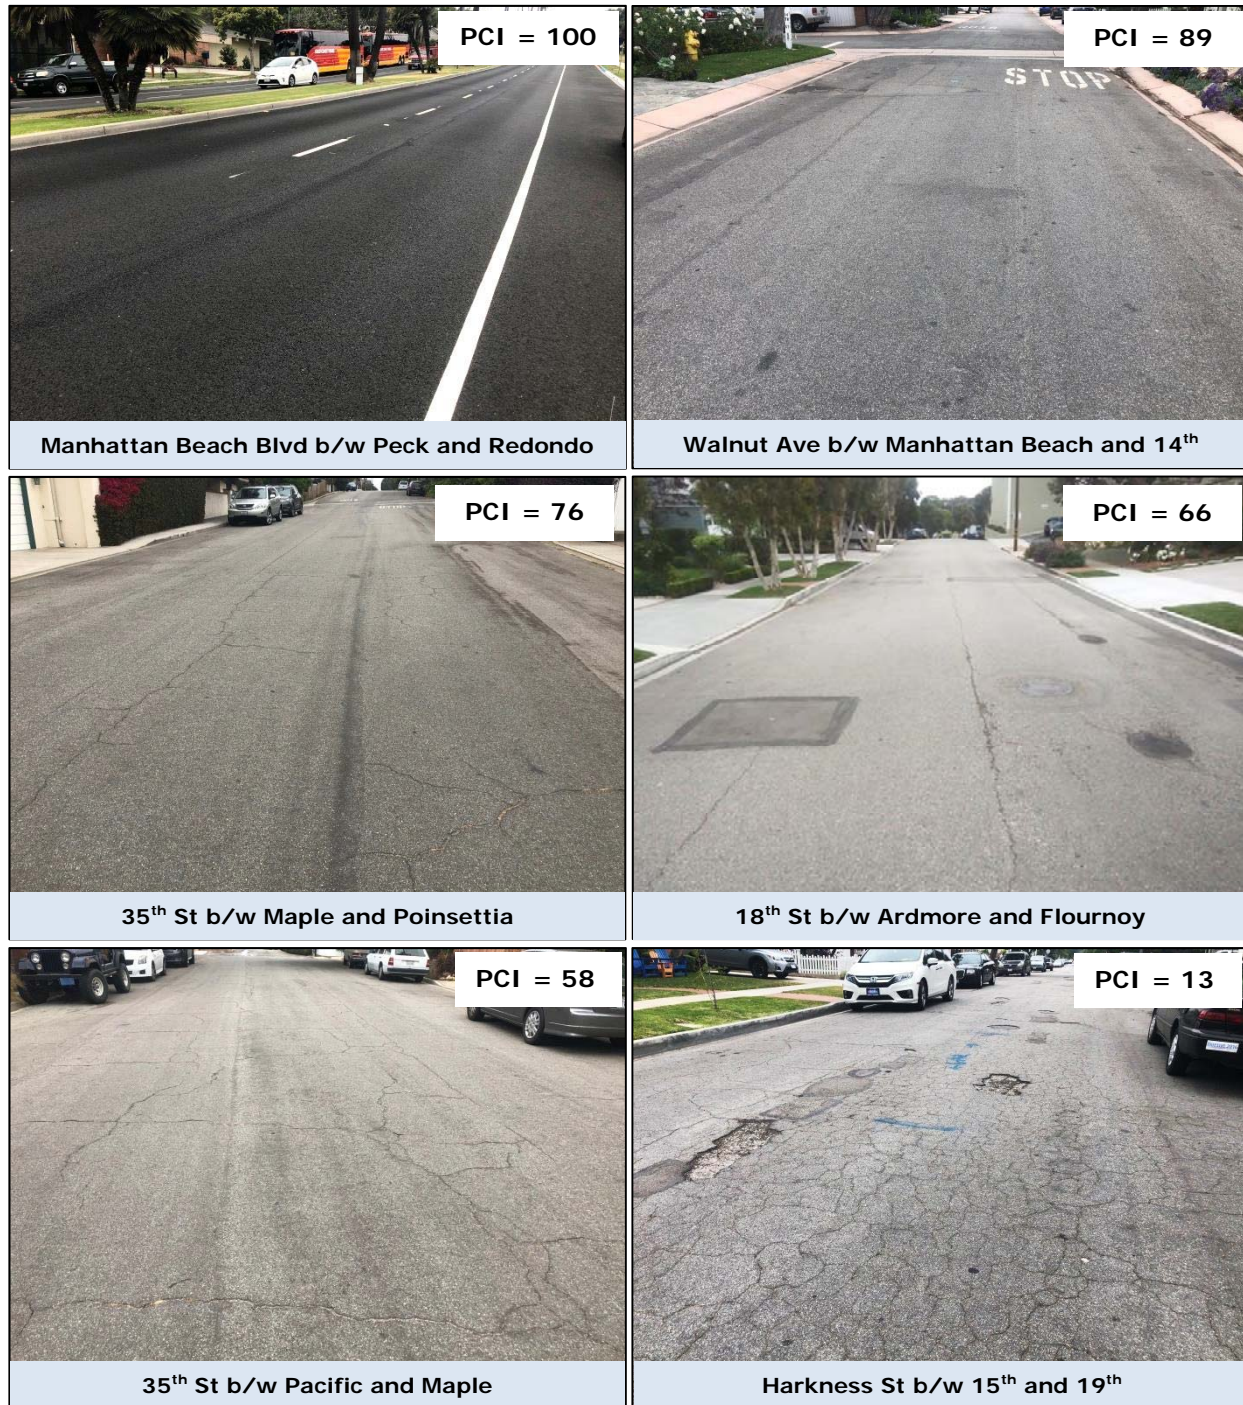 PCI = 100
Manhattan Beach Blvd b/w Peck and Redondo
PCI = 89
STOP
Walnut Ave b/w Manhattan Beach and 14th
PCI = 76
35th St b/w Maple and Poinsettia
PCI = 66
18th St b/w Ardmore and Flournoy
PCI = 58
35th St b/w Pacific and Maple
PCI = 13
Harkness St b/w 15th and 19th